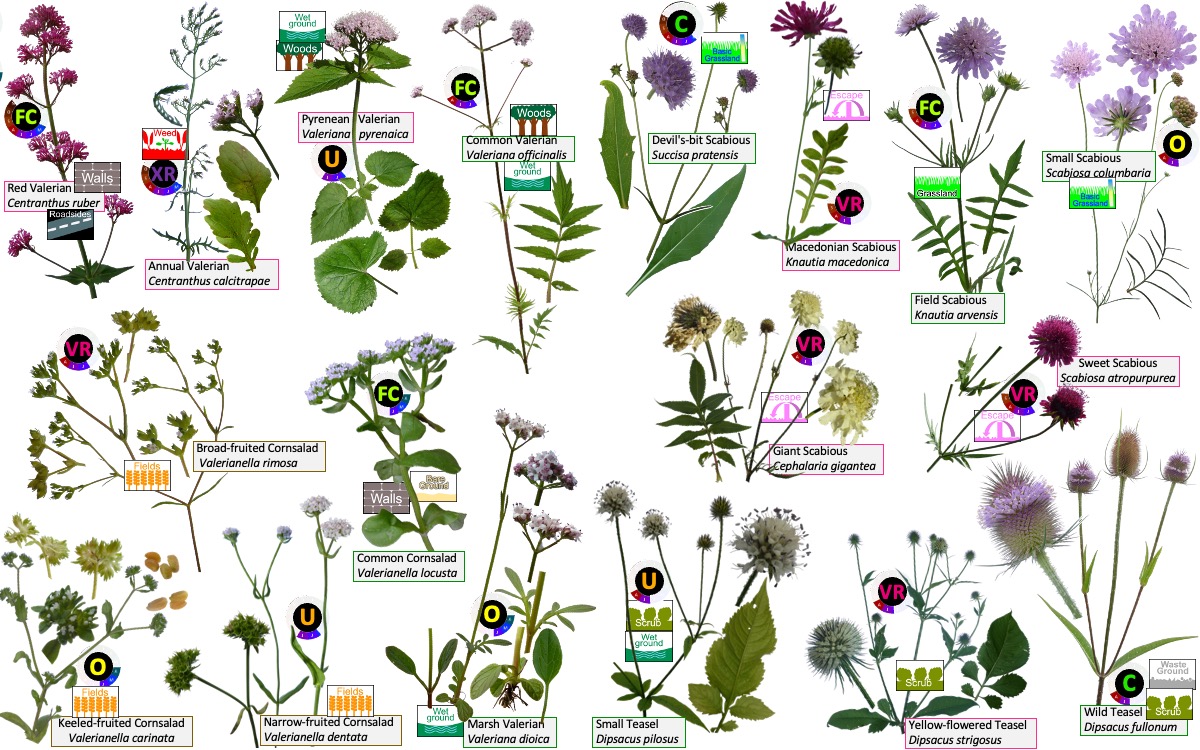 FC
Walls
Red Valerian
Centranthus ruber
Roadsides
Weed
XR
Annual Valerian
Centranthus calcitrapae
Wet
ground
Woods
Pyrenean Valerian
Valeriana pyrenaica
U
FC
Woods
Common Valerian
Valeriana officinalis
Wet
ground
C
Basic
Grassland
Devil's-bit Scabious
Succisa pratensis
Escape
VR
Macedonian Scabious
Knautia macedonica
FC
Grassland
Field Scabious
Knautia arvensis
O
Small Scabious
Scabiosa columbaria
Basic
Grassland
VR
Broad-fruited Cornsalad
Valerianella rimosa
Fields
FC
Walls
Bare
Ground
Common Cornsalad
Valerianella locusta
VR
Escape
Giant Scabious
Cephalaria gigantea
Sweet Scabious
Scabiosa atropurpurea
VR
Escape
O
Fields
Keeled-fruited Cornsalad
Valerianella carinata
U
Fields
Narrow-fruited Cornsalad
Valerianella dentata
O
Wet
ground
Marsh Valerian
Valeriana dioica
U
Scrub
Wet
ground
Small Teasel
Dipsacus pilosus
VR
Scrub
Yellow-flowered Teasel
Dipsacus strigosus
C
Waste
Ground
Scrub
Wild Teasel
Dipsacus fullonum